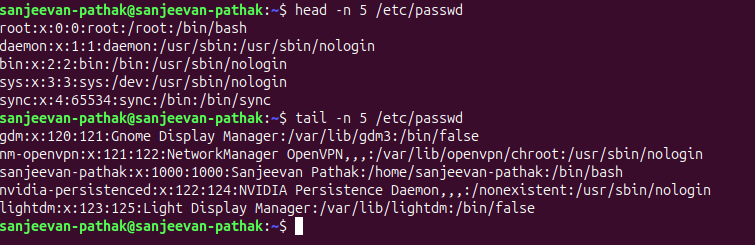 sanjeevan-pathak@sanjeevan-pathak:~$ head -n 5 /etc/passwd
root:x:0:0:root:/root:/bin/bash
daemon:x:1:1:daemon:/usr/sbin:/usr/sbin/nologin
bin:x:2:2:bin:/bin:/usr/sbin/nologin
sys:x:3:3:sys:/dev:/usr/sbin/nologin
sync:x:4:65534:sync:/bin:/bin/sync
sanjeevan-pathak@sanjeevan-pathak:~$ tail -n 5 /etc/passwd
gdm:x:120:121:Gnome Display Manager:/var/lib/gdm3:/bin/false
nm-openvpn:x:121:122:NetworkManager OpenVPN,,,:/var/lib/openvpn/chroot:/usr/sbin/nologin
sanjeevan-pathak:x:1000:1000:Sanjeevan Pathak:/home/sanjeevan-pathak:/bin/bash
nvidia-persistenced:x:122:124:NVIDIA Persistence Daemon,,,:/nonexistent:/usr/sbin/nologin
lightdm:x:123:125:Light Display Manager:/var/lib/lightdm:/bin/false
sanjeevan-pathak@sanjeevan-pathak:~$